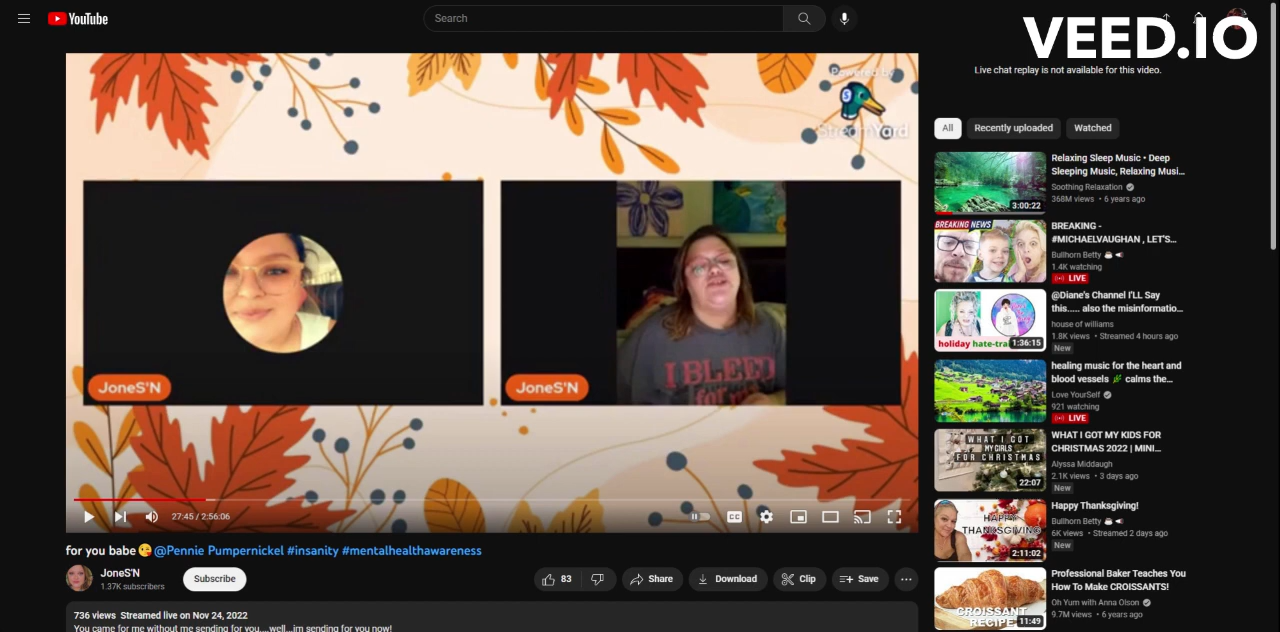 YouTube
Search
VEED.IO
Live chat replay is not available for this video.
Powered by
StreamYard
JoneS'N
JoneS'N
I BLEED
27:45 / 2:56:06
CC
for you babe😘@Pennie Pumpernickel #insanity #mentalhealthawareness
JoneS'N
1.37K subscribers
Subscribe
83
Share
Download
Clip
Save
736 views Streamed live on Nov 24, 2022
You came for me without me sending for you....well...im sending for you now!
All
Recently uploaded
Watched
3:00:22
Relaxing Sleep Music • Deep
Sleeping Music, Relaxing Musi...
Soothing Relaxation
368M views • 6 years ago
BREAKING NEWS
BREAKING -
#MICHAELVAUGHAN , LET'S...
Bullhorn Betty
1.4K watching
LIVE
holiday hate-tra
1:36:15
@Diane's Channel I'LL Say
this..... also the misinformatio...
house of williams
1.8K views • Streamed 4 hours ago
New
healing music for the heart and
blood vessels 🌿 calms the...
Love YourSelf
921 watching
LIVE
WHAT I GOT
MY GIRLS
FOR CHRISTMAS
22:07
WHAT I GOT MY KIDS FOR
CHRISTMAS 2022 | MINI...
Alyssa Middaugh
2.1K views • 3 days ago
New
HAPPY
THANKSGIVING
2:11:02
Happy Thanksgiving!
Bullhorn Betty
6K views • Streamed 2 days ago
New
CROISSANT
RECIPE
11:49
Professional Baker Teaches You
How To Make CROISSANTS!
Oh Yum with Anna Olson
9.7M views • 6 years ago